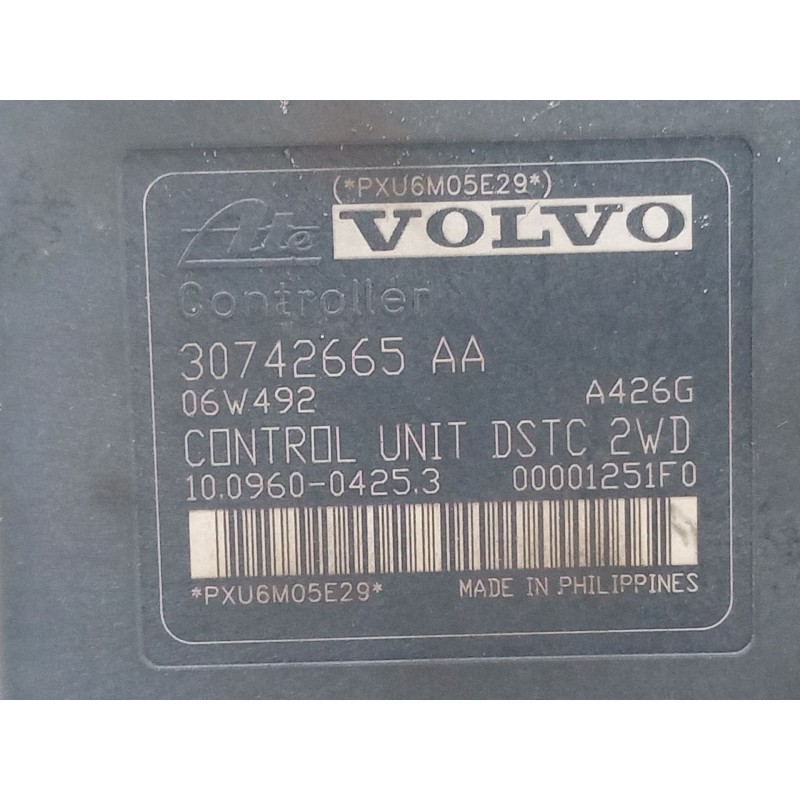 (*PXU6M05E29*)
Ate VOLVO
Controller
30742665 AA
06W492 A426G
CONTROL UNIT DSTC 2WD
10.0960-0425.3 00001251F0
*PXU6M05E29* MADE IN PHILIPPINES